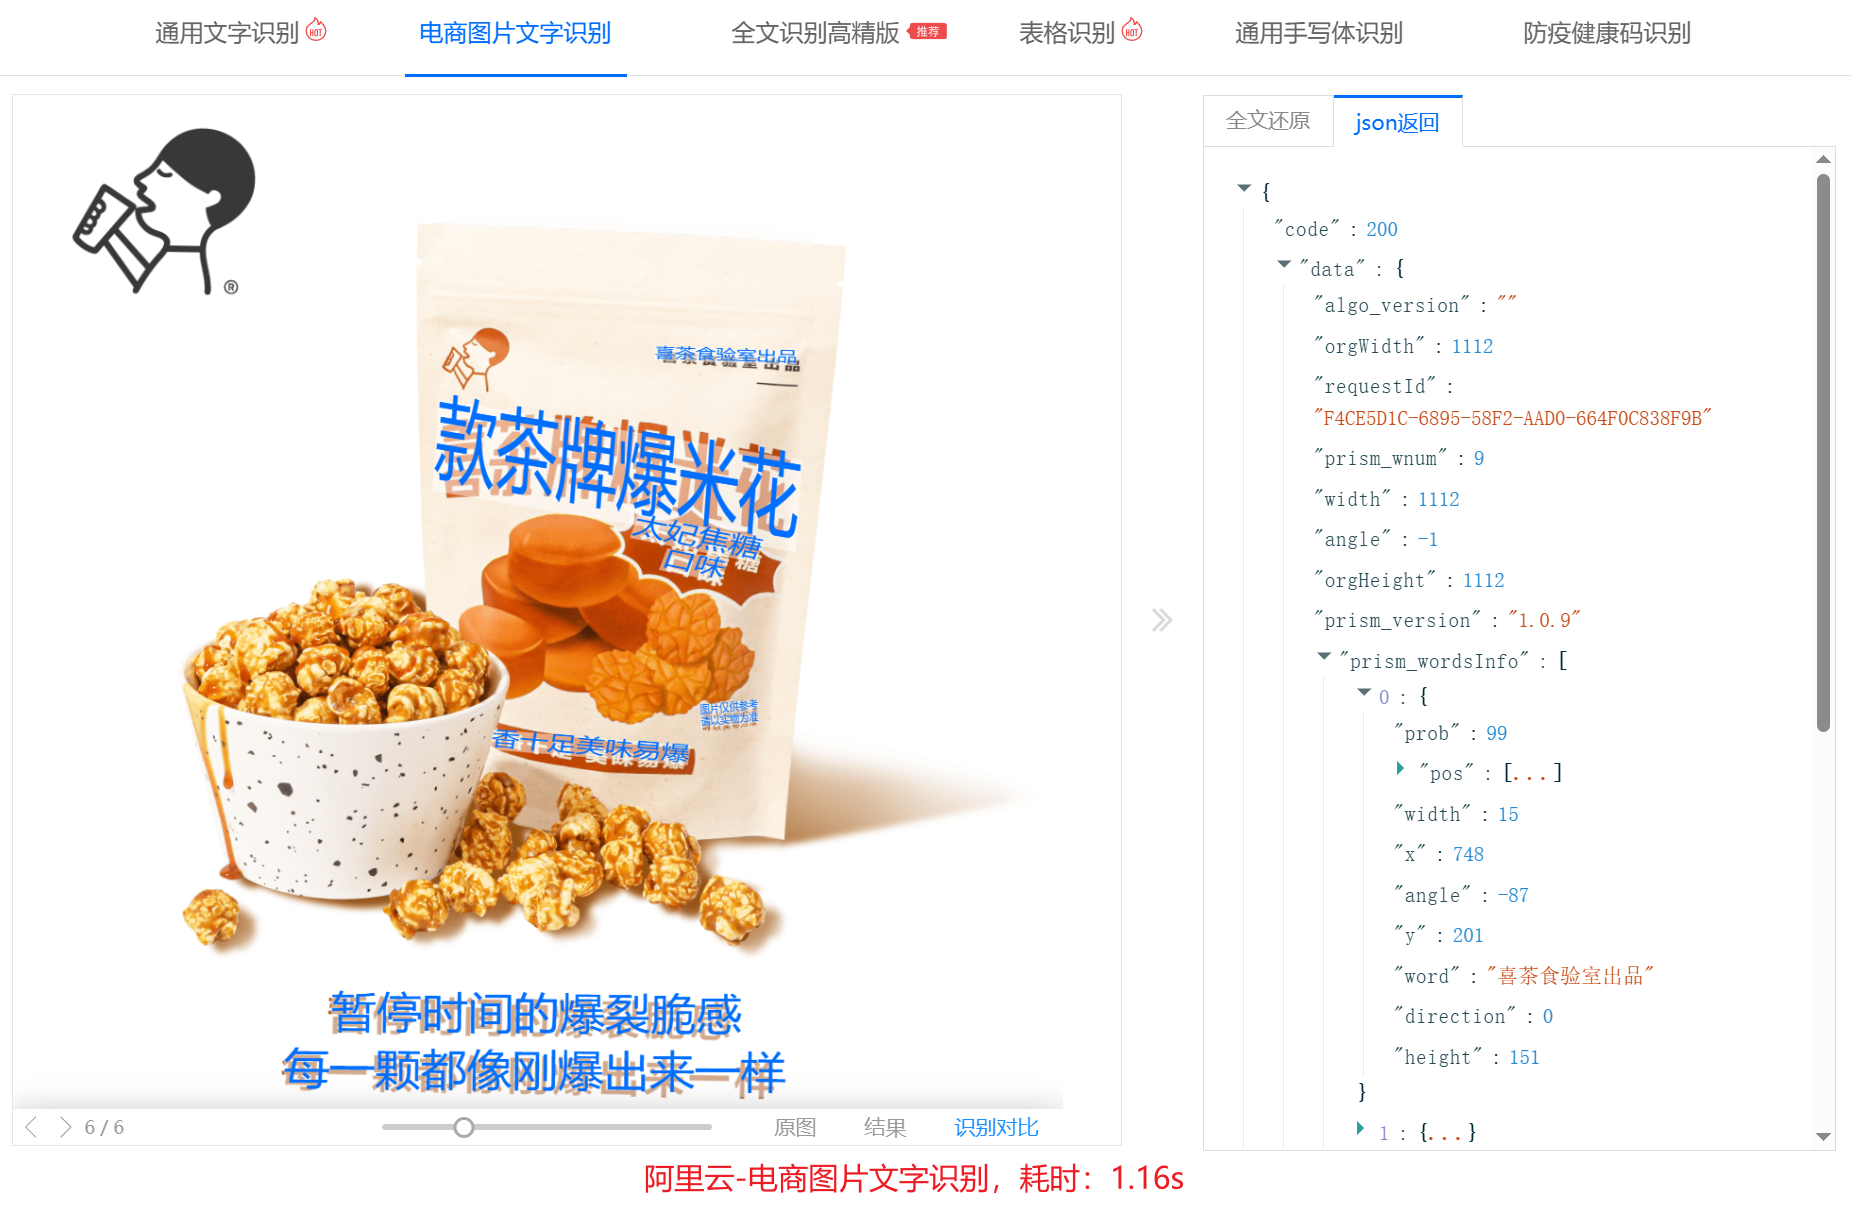 通用文字识别 HOT
电商图片文字识别
全文识别高精版 推荐
表格识别 HOT
通用手写体识别
防疫健康码识别
®
喜茶食验室出品
款茶牌爆米花
太妃焦糖
口味
图片仅供参考
请以实物为准
香十足美味易爆
暂停时间的爆裂脆感
每一颗都像刚爆出来一样
6 / 6
原图
结果
识别对比
全文还原
json返回
{
"code" : 200
"data" : {
"algo_version" : ""
"orgWidth" : 1112
"requestId" :
"F4CE5D1C-6895-58F2-AAD0-664F0C838F9B"
"prism_wnum" : 9
"width" : 1112
"angle" : -1
"orgHeight" : 1112
"prism_version" : "1.0.9"
"prism_wordsInfo" : [
0 : {
"prob" : 99
"pos" : [...]
"width" : 15
"x" : 748
"angle" : -87
"y" : 201
"word" : "喜茶食验室出品"
"direction" : 0
"height" : 151
}
1 : {...}
阿里云-电商图片文字识别，耗时：1.16s